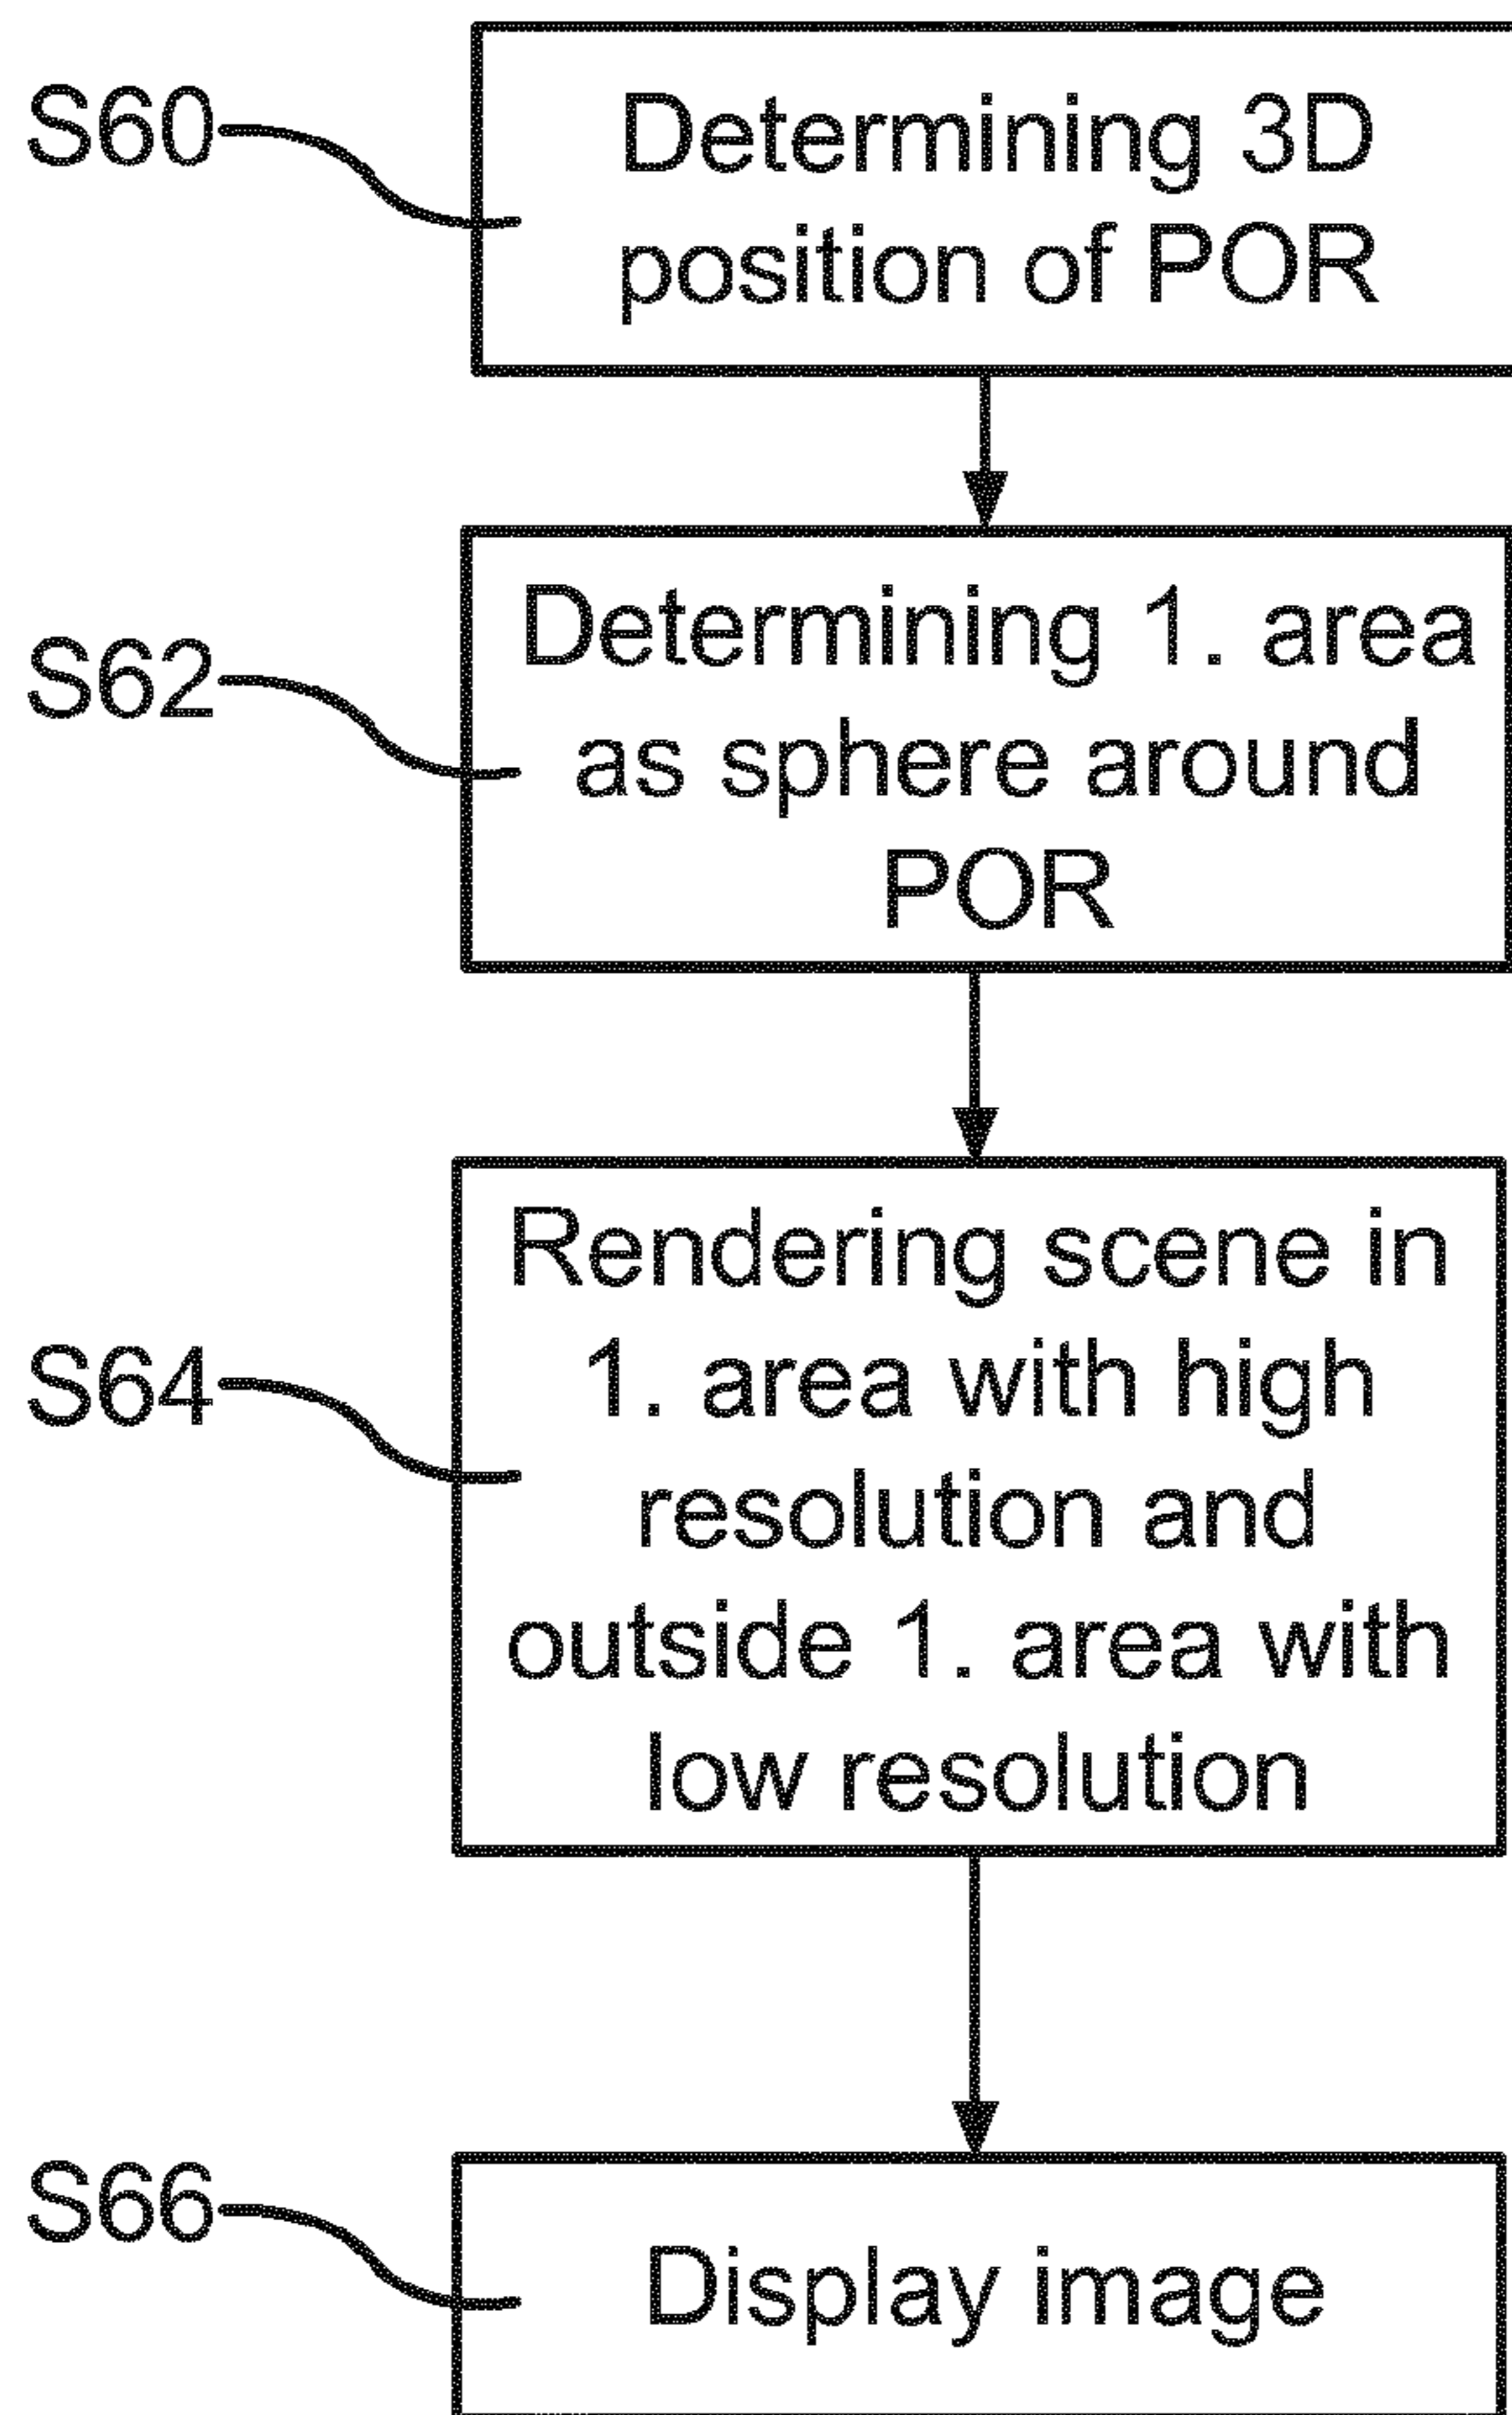 S60
Determining 3D
position of POR
S62
Determining 1. area
as sphere around
POR
S64
Rendering scene in
1. area with high
resolution and
outside 1. area with
low resolution
S66
Display image